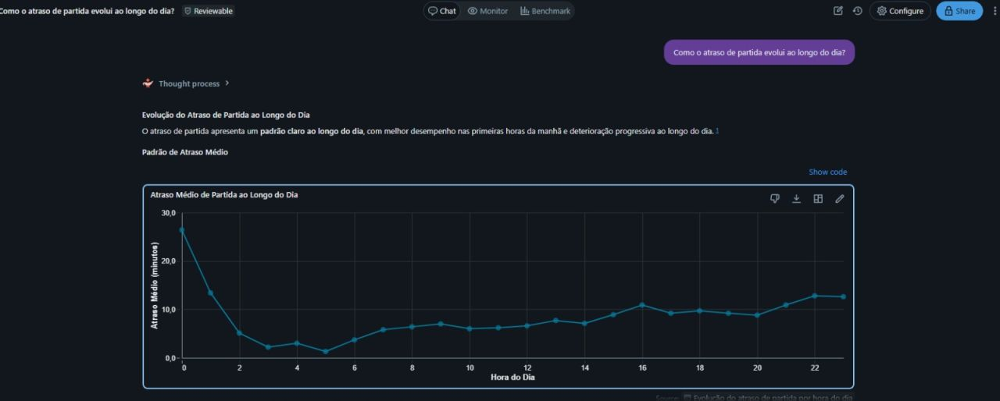 Como o atraso de partida evolui ao longo do dia? Reviewable Chat Monitor Benchmark Configure Share
Como o atraso de partida evolui ao longo do dia?
Thought process
Evolução do Atraso de Partida ao Longo do Dia
O atraso de partida apresenta um padrão claro ao longo do dia, com melhor desempenho nas primeiras horas da manhã e deterioração progressiva ao longo do dia. 1
Padrão de Atraso Médio
Show code
Atraso Médio de Partida ao Longo do Dia
Atraso Médio (minutos)
30,0
20,0
10,0
0,0
0 2 4 6 8 10 12 14 16 18 20 22
Hora do Dia
Source: Evolução do atraso de partida por hora do dia